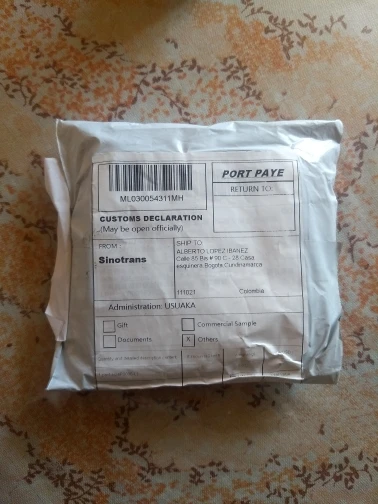 ML030054311MH
PORT PAYE
RETURN TO:
CUSTOMS DECLARATION
(May be open officially)
FROM
Sinotrans
SHIP TO
ALBERTO LOPEZ IBANEZ
Calle 85 Bis # 90 C - 28 Casa
esquinera Bogota Cundinamarca
111021 Colombia
Administration: USUAKA
Gift
Commercial Sample
Documents
X Others